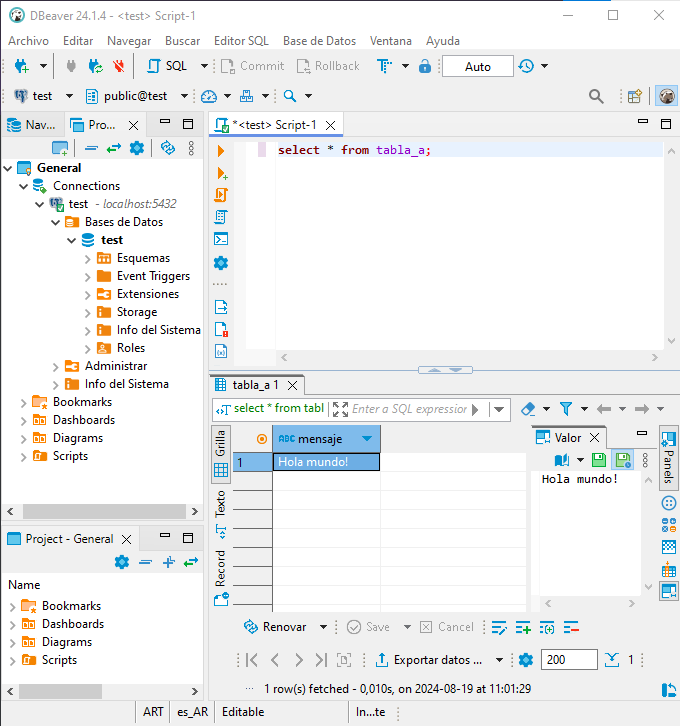 DBeaver 24.1.4 - <test> Script-1
Archivo Editar Navegar Buscar Editor SQL Base de Datos Ventana Ayuda
SQL Commit Rollback Auto
test public@test
Nav... Pro...
General
Connections
test - localhost:5432
Bases de Datos
test
Esquemas
Event Triggers
Extensiones
Storage
Info del Sistema
Roles
Administrar
Info del Sistema
Bookmarks
Dashboards
Diagrams
Scripts
Project - General
Name
Bookmarks
Dashboards
Diagrams
Scripts
*<test> Script-1
select * from tabla_a;
tabla_a 1
select * from tabl Enter a SQL expression
Grilla
Texto
Record
ABC mensaje
1 Hola mundo!
Valor
Hola mundo!
Panels
Renovar Save Cancel
Exportar datos ... 200 1
... 1 row(s) fetched - 0,010s, on 2024-08-19 at 11:01:29
ART es_AR Editable In...te